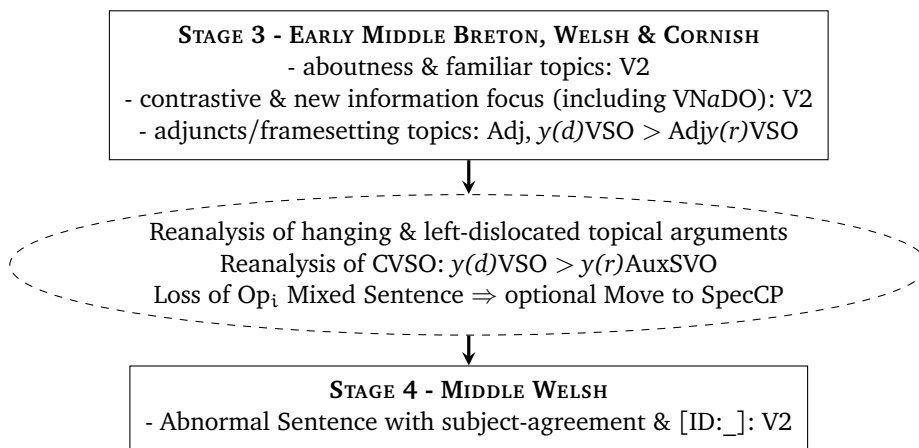 STAGE 3 - EARLY MIDDLE BRETON, WELSH & CORNISH
- aboutness & familiar topics: V2
- contrastive & new information focus (including VNaDO): V2
- adjuncts/framesetting topics: Adj, y(d)VSO > Adjy(r)VSO
Reanalysis of hanging & left-dislocated topical arguments
Reanalysis of CVSO: y(d)VSO > y(r)AuxSVO
Loss of Opi Mixed Sentence ⇒ optional Move to SpecCP
STAGE 4 - MIDDLE WELSH
- Abnormal Sentence with subject-agreement & [ID:_]: V2